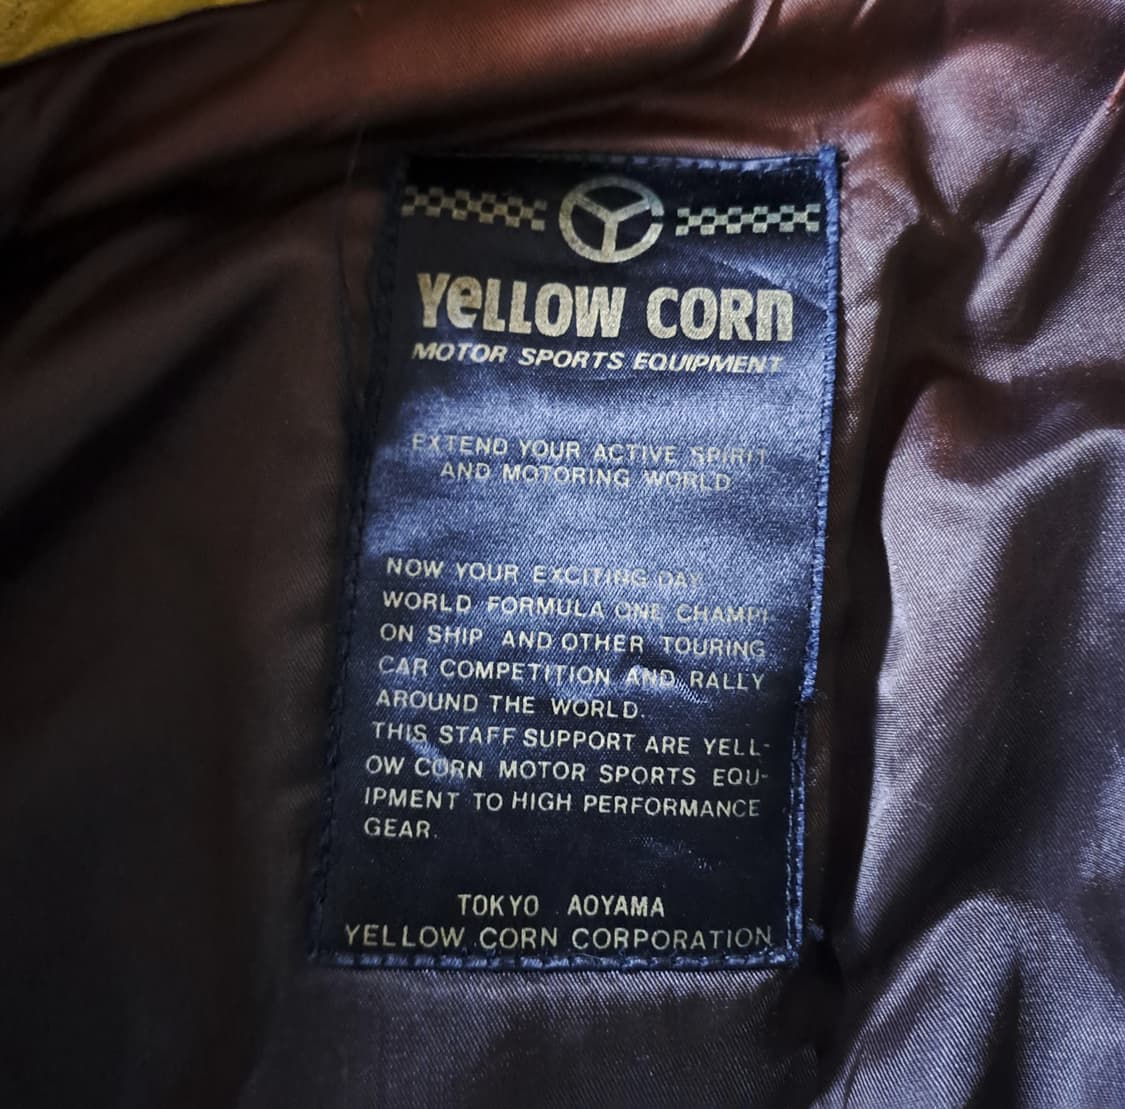 YeLLOW CORn
MOTOR SPORTS EQUIPMENT
EXTEND YOUR ACTIVE SPIRIT
AND MOTORING WORLD
NOW YOUR EXCITING DAY
WORLD FORMULA ONE CHAMPI-
ON SHIP AND OTHER TOURING
CAR COMPETITION AND RALLY
AROUND THE WORLD.
THIS STAFF SUPPORT ARE YELL-
OW CORN MOTOR SPORTS EQU-
IPMENT TO HIGH PERFORMANCE
GEAR.
TOKYO AOYAMA
YELLOW CORN CORPORATION